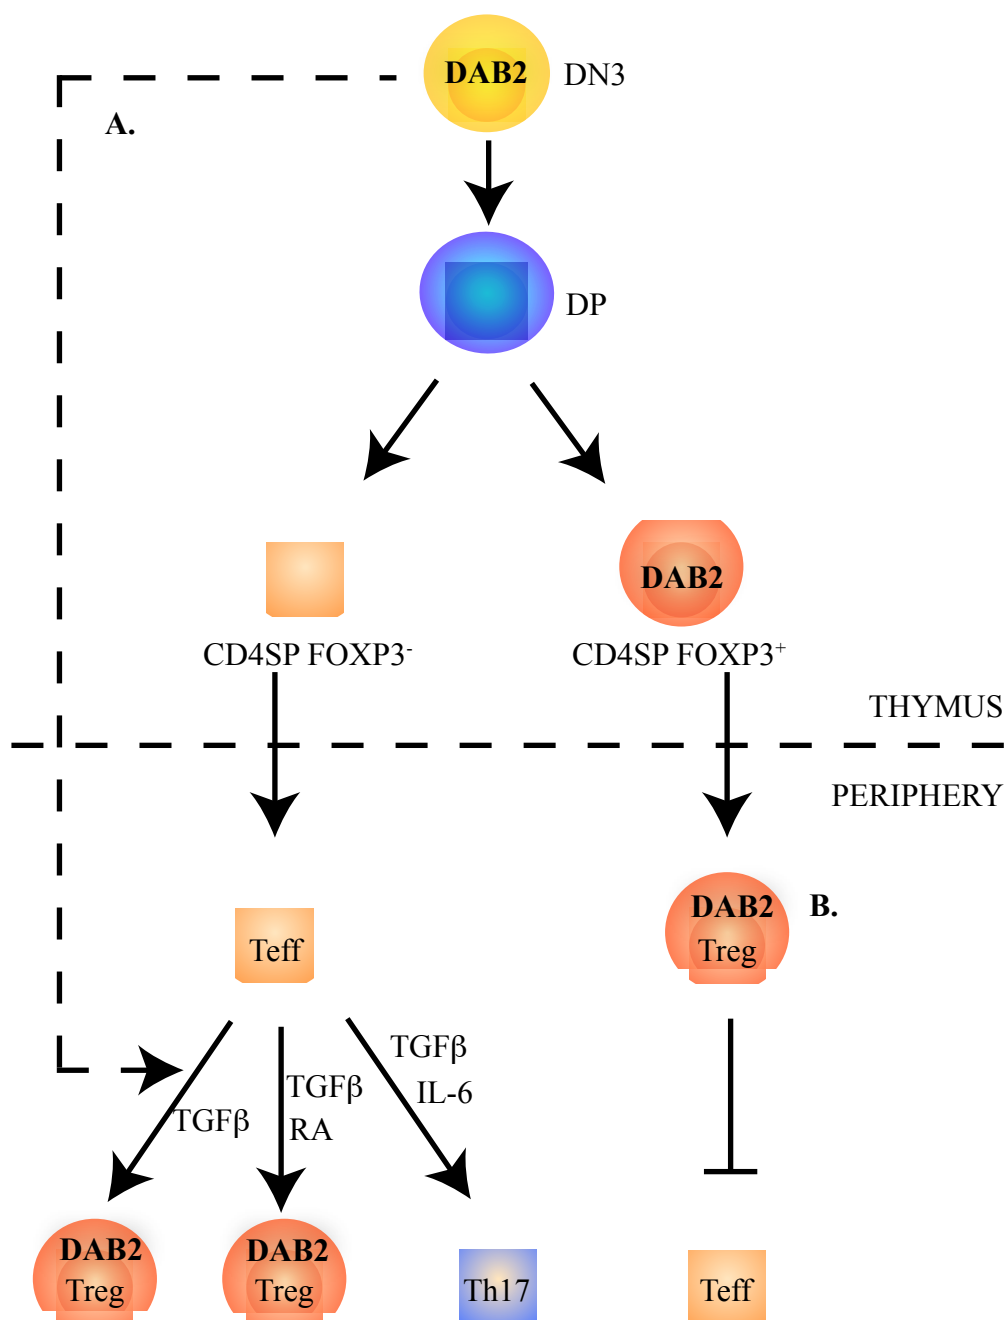 DAB2 DN3
A.
DP
DAB2
CD4SP FOXP3⁻ CD4SP FOXP3⁺
THYMUS
PERIPHERY
DAB2 B.
Treg
Teff
TGFβ
IL-6
TGFβ
RA
TGFβ
DAB2
Treg
DAB2
Treg
Th17
Teff